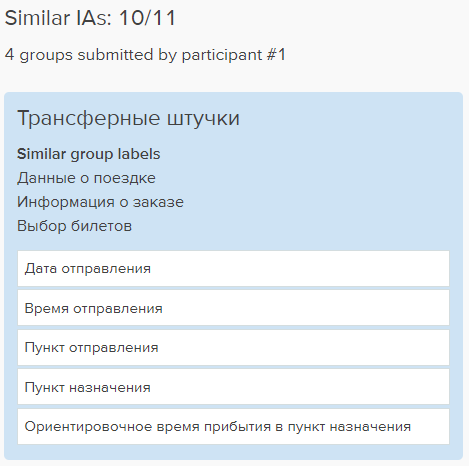 Similar IAs: 10/11
4 groups submitted by participant #1
Трансферные штучки
Similar group labels
Данные о поездке
Информация о заказе
Выбор билетов
Дата отправления
Время отправления
Пункт отправления
Пункт назначения
Ориентировочное время прибытия в пункт назначения